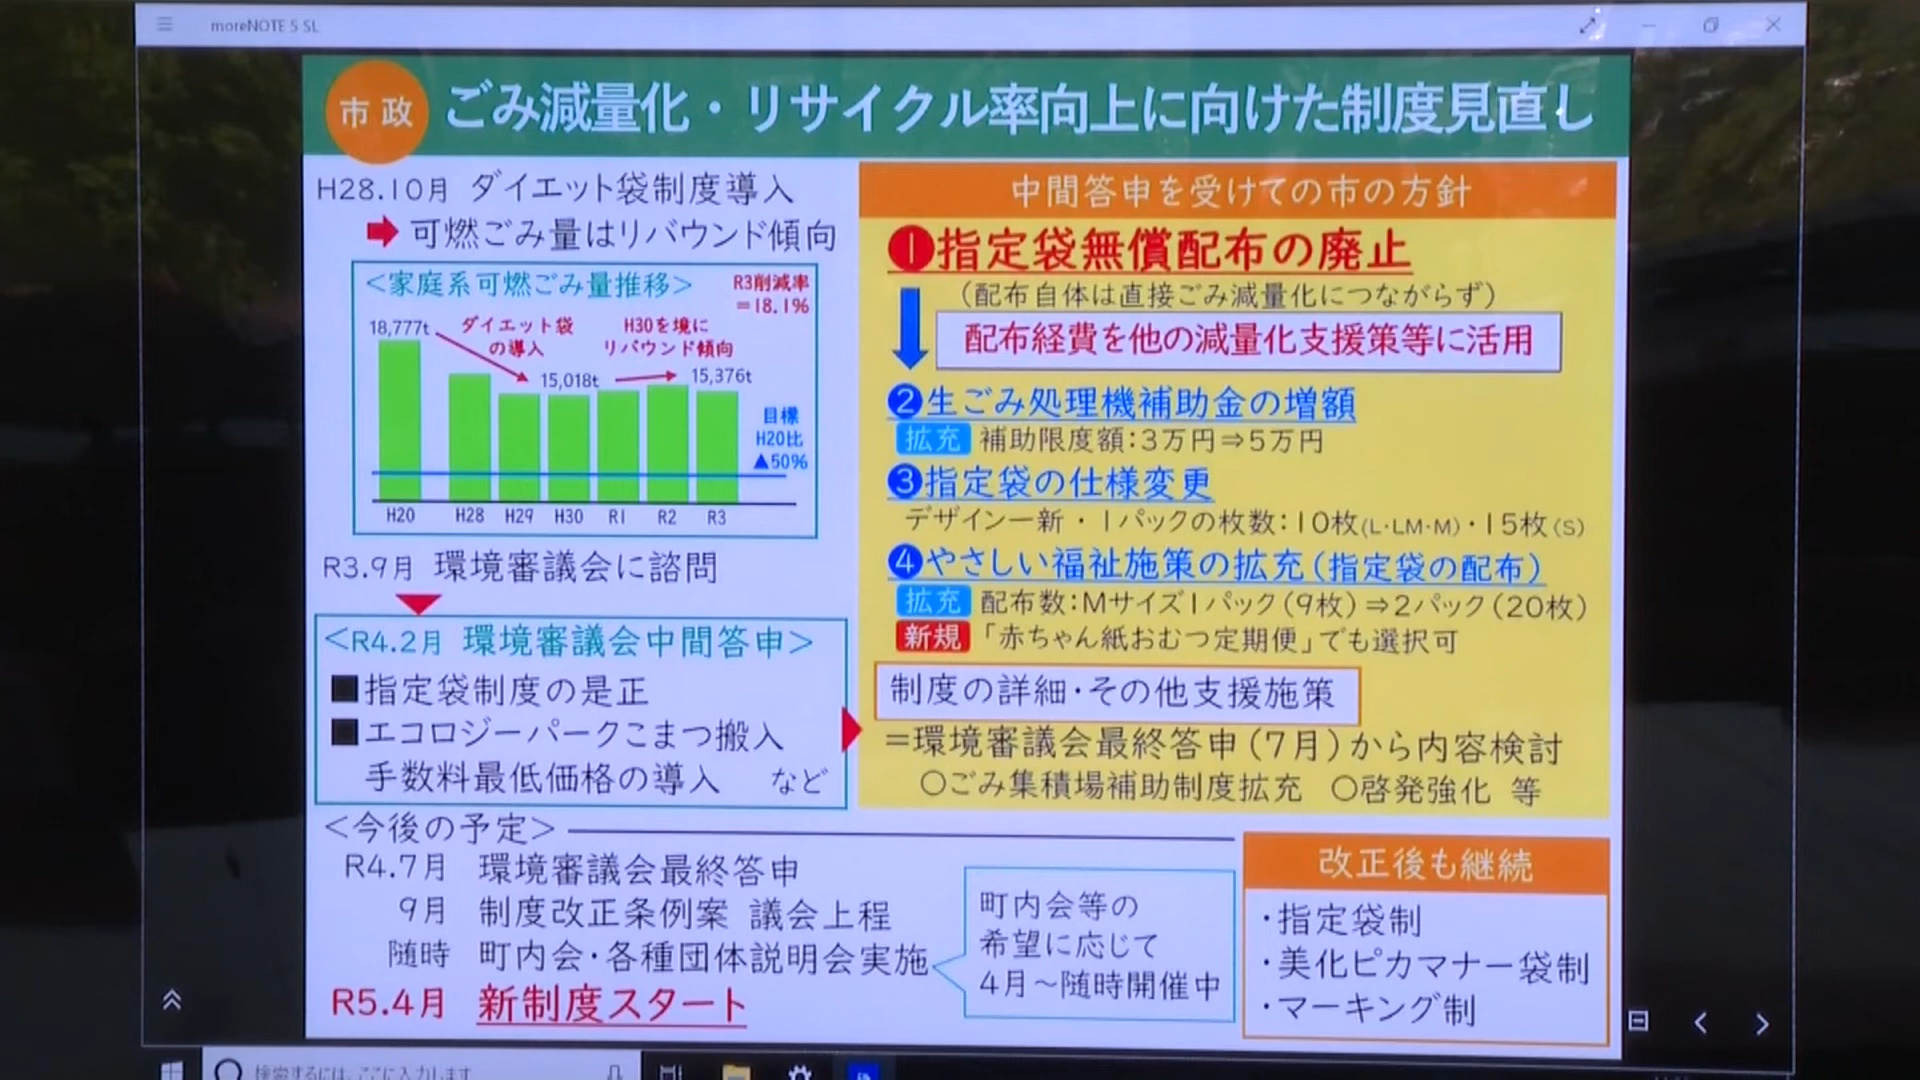 moreNOTE 5 SL
市政 ごみ減量化・リサイクル率向上に向けた制度見直し
H28.10月 ダイエット袋制度導入
可燃ごみ量はリバウンド傾向
<家庭系可燃ごみ量推移>
R3削減率
=18.1%
18,777t
ダイエット袋
の導入
H30を境に
リバウンド傾向
15,018t
15,376t
目標
H20比
▲50%
H20 H28 H29 H30 R1 R2 R3
R3.9月 環境審議会に諮問
<R4.2月 環境審議会中間答申>
■指定袋制度の是正
■エコロジーパークこまつ搬入
手数料最低価格の導入 など
中間答申を受けての市の方針
❶指定袋無償配布の廃止
(配布自体は直接ごみ減量化につながらず)
配布経費を他の減量化支援策等に活用
❷生ごみ処理機補助金の増額
拡充 補助限度額:3万円⇒5万円
❸指定袋の仕様変更
デザイン一新・1パックの枚数:10枚(L・LM・M)・15枚(S)
❹やさしい福祉施策の拡充(指定袋の配布)
拡充 配布数:Mサイズ1パック(9枚)⇒2パック(20枚)
新規 「赤ちゃん紙おむつ定期便」でも選択可
制度の詳細・その他支援施策
=環境審議会最終答申(7月)から内容検討
○ごみ集積場補助制度拡充 ○啓発強化 等
<今後の予定>
R4.7月 環境審議会最終答申
9月 制度改正条例案 議会上程
随時 町内会・各種団体説明会実施
R5.4月 新制度スタート
町内会等の
希望に応じて
4月~随時開催中
改正後も継続
・指定袋制
・美化ピカマナー袋制
・マーキング制
検索するには、ここに入力します